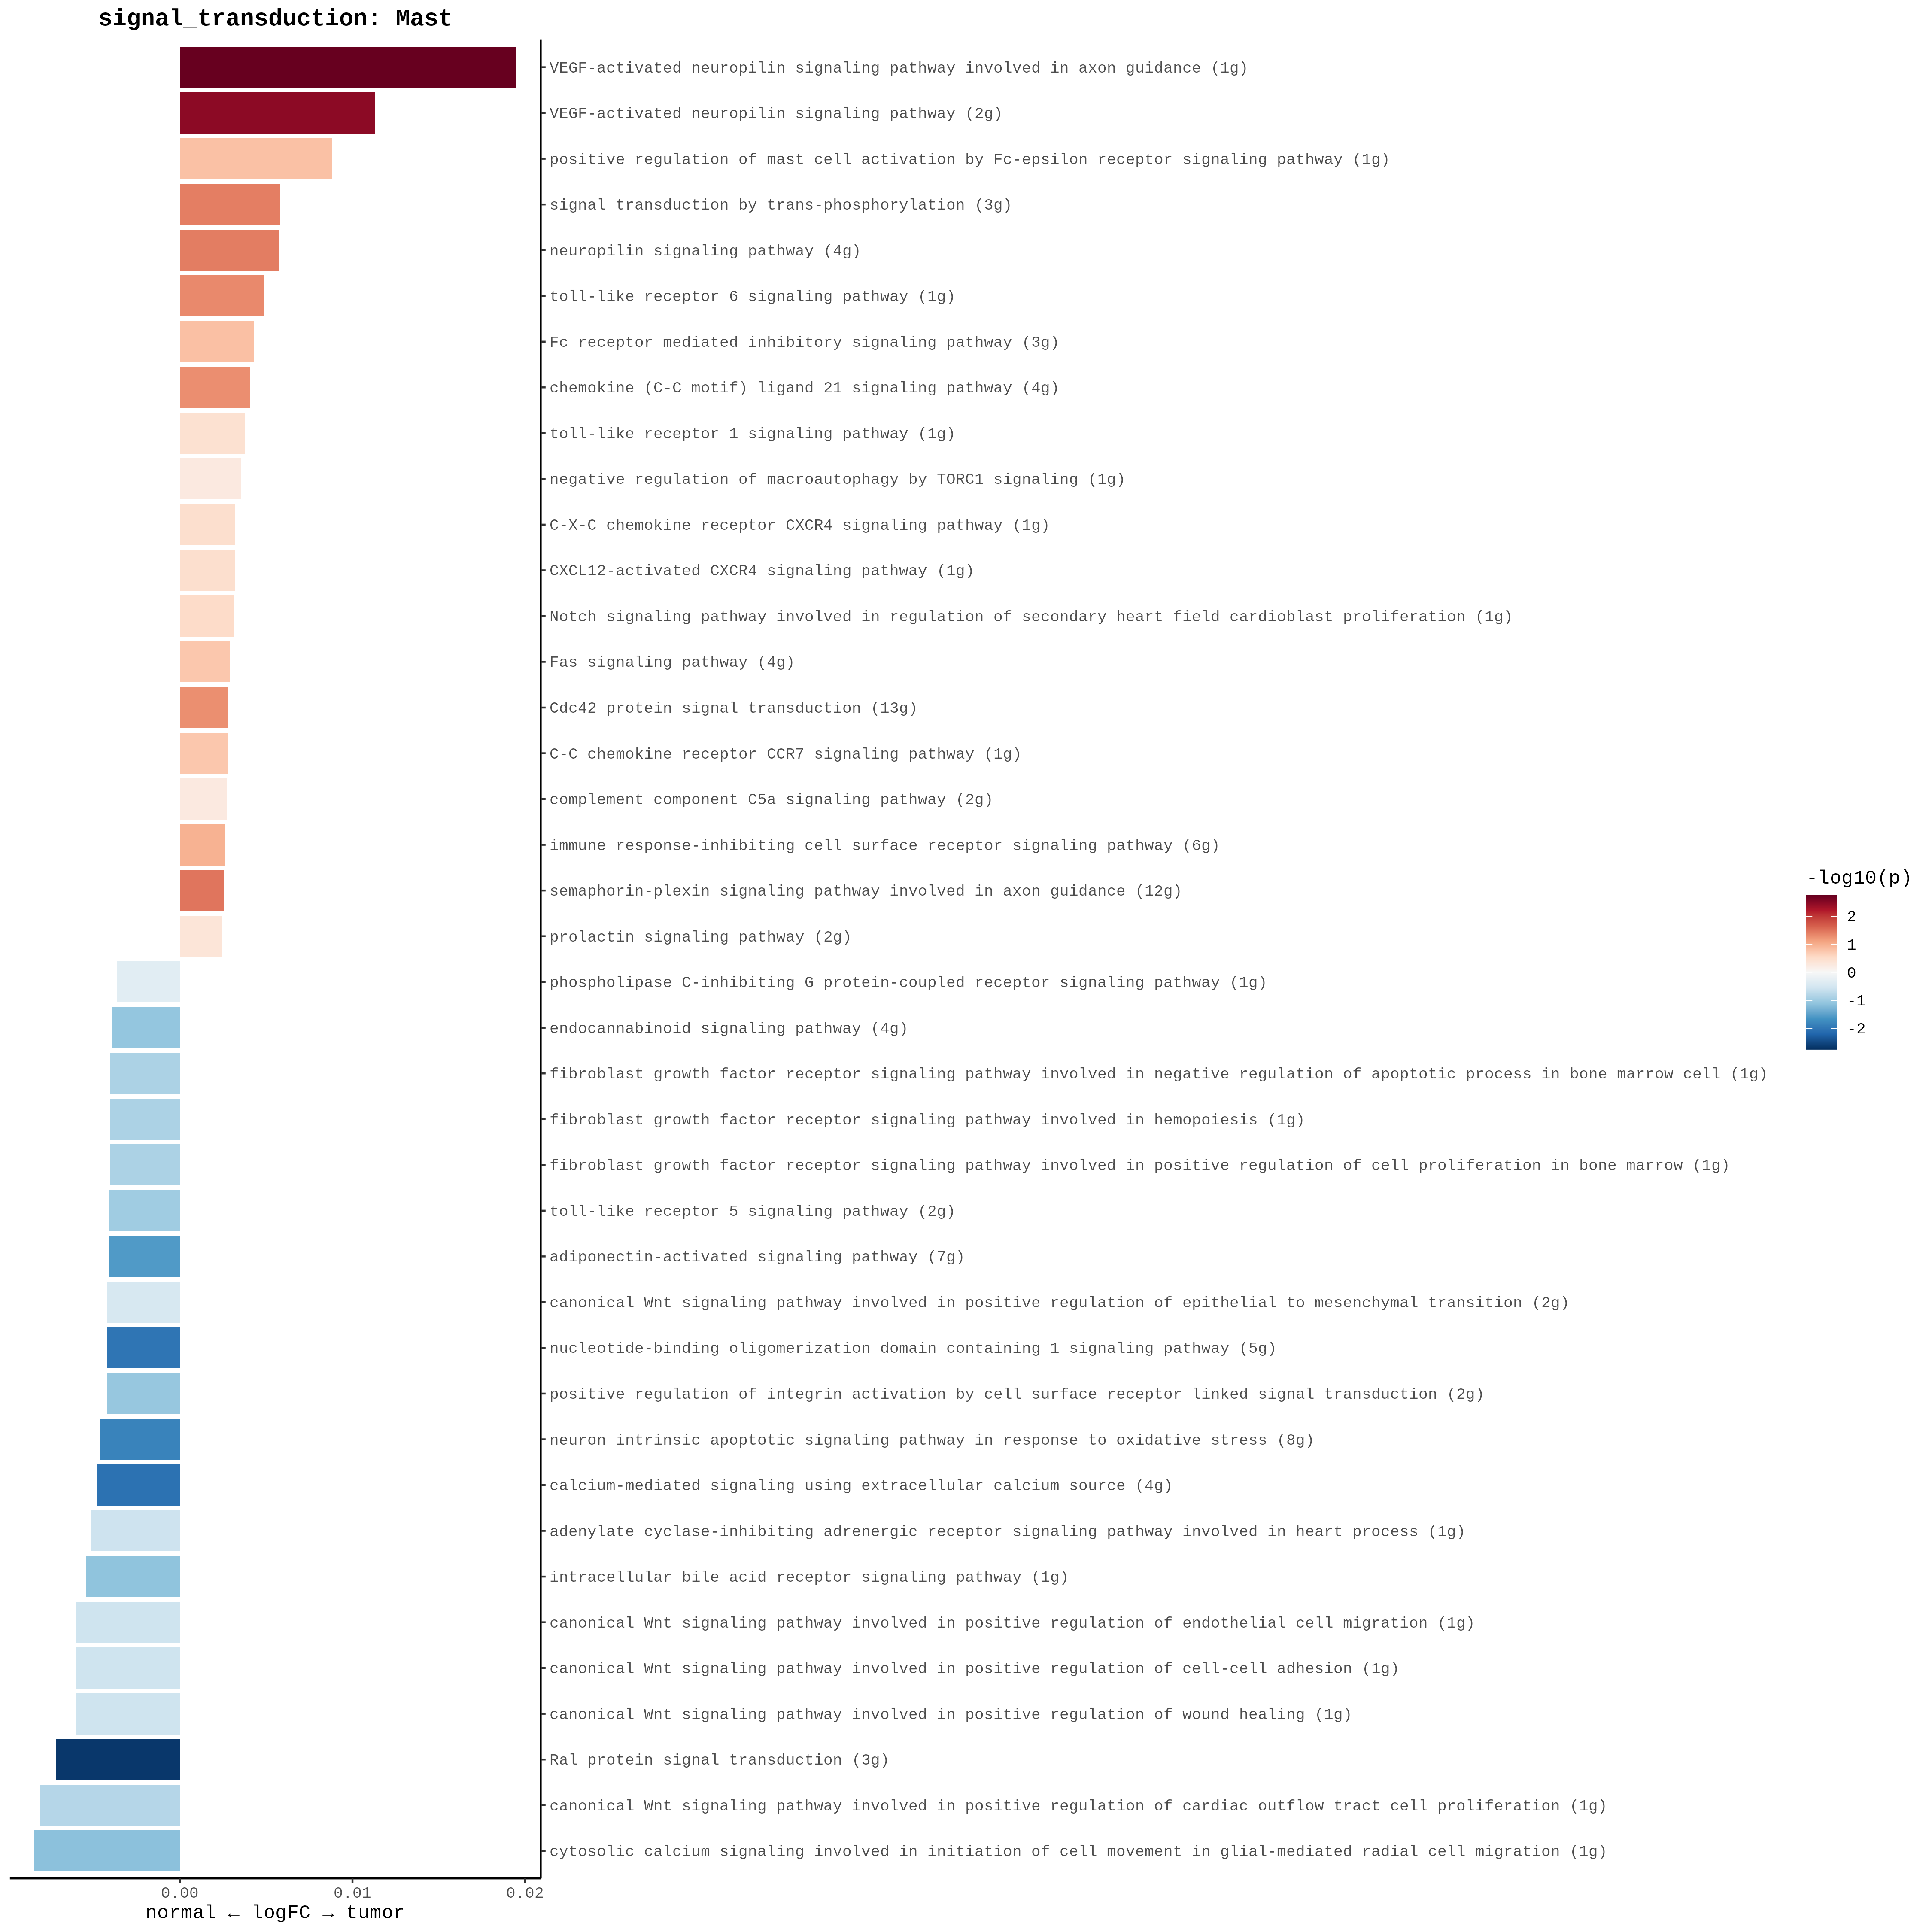 signal_transduction: Mast
VEGF-activated neuropilin signaling pathway involved in axon guidance (1g)
VEGF-activated neuropilin signaling pathway (2g)
positive regulation of mast cell activation by Fc-epsilon receptor signaling pathway (1g)
signal transduction by trans-phosphorylation (3g)
neuropilin signaling pathway (4g)
toll-like receptor 6 signaling pathway (1g)
Fc receptor mediated inhibitory signaling pathway (3g)
chemokine (C-C motif) ligand 21 signaling pathway (4g)
toll-like receptor 1 signaling pathway (1g)
negative regulation of macroautophagy by TORC1 signaling (1g)
C-X-C chemokine receptor CXCR4 signaling pathway (1g)
CXCL12-activated CXCR4 signaling pathway (1g)
Notch signaling pathway involved in regulation of secondary heart field cardioblast proliferation (1g)
Fas signaling pathway (4g)
Cdc42 protein signal transduction (13g)
C-C chemokine receptor CCR7 signaling pathway (1g)
complement component C5a signaling pathway (2g)
immune response-inhibiting cell surface receptor signaling pathway (6g)
semaphorin-plexin signaling pathway involved in axon guidance (12g)
prolactin signaling pathway (2g)
phospholipase C-inhibiting G protein-coupled receptor signaling pathway (1g)
endocannabinoid signaling pathway (4g)
fibroblast growth factor receptor signaling pathway involved in negative regulation of apoptotic process in bone marrow cell (1g)
fibroblast growth factor receptor signaling pathway involved in hemopoiesis (1g)
fibroblast growth factor receptor signaling pathway involved in positive regulation of cell proliferation in bone marrow (1g)
toll-like receptor 5 signaling pathway (2g)
adiponectin-activated signaling pathway (7g)
canonical Wnt signaling pathway involved in positive regulation of epithelial to mesenchymal transition (2g)
nucleotide-binding oligomerization domain containing 1 signaling pathway (5g)
positive regulation of integrin activation by cell surface receptor linked signal transduction (2g)
neuron intrinsic apoptotic signaling pathway in response to oxidative stress (8g)
calcium-mediated signaling using extracellular calcium source (4g)
adenylate cyclase-inhibiting adrenergic receptor signaling pathway involved in heart process (1g)
intracellular bile acid receptor signaling pathway (1g)
canonical Wnt signaling pathway involved in positive regulation of endothelial cell migration (1g)
canonical Wnt signaling pathway involved in positive regulation of cell-cell adhesion (1g)
canonical Wnt signaling pathway involved in positive regulation of wound healing (1g)
Ral protein signal transduction (3g)
canonical Wnt signaling pathway involved in positive regulation of cardiac outflow tract cell proliferation (1g)
cytosolic calcium signaling involved in initiation of cell movement in glial-mediated radial cell migration (1g)
0.00 0.01 0.02
normal ← logFC → tumor
-log10(p)
2
1
0
-1
-2